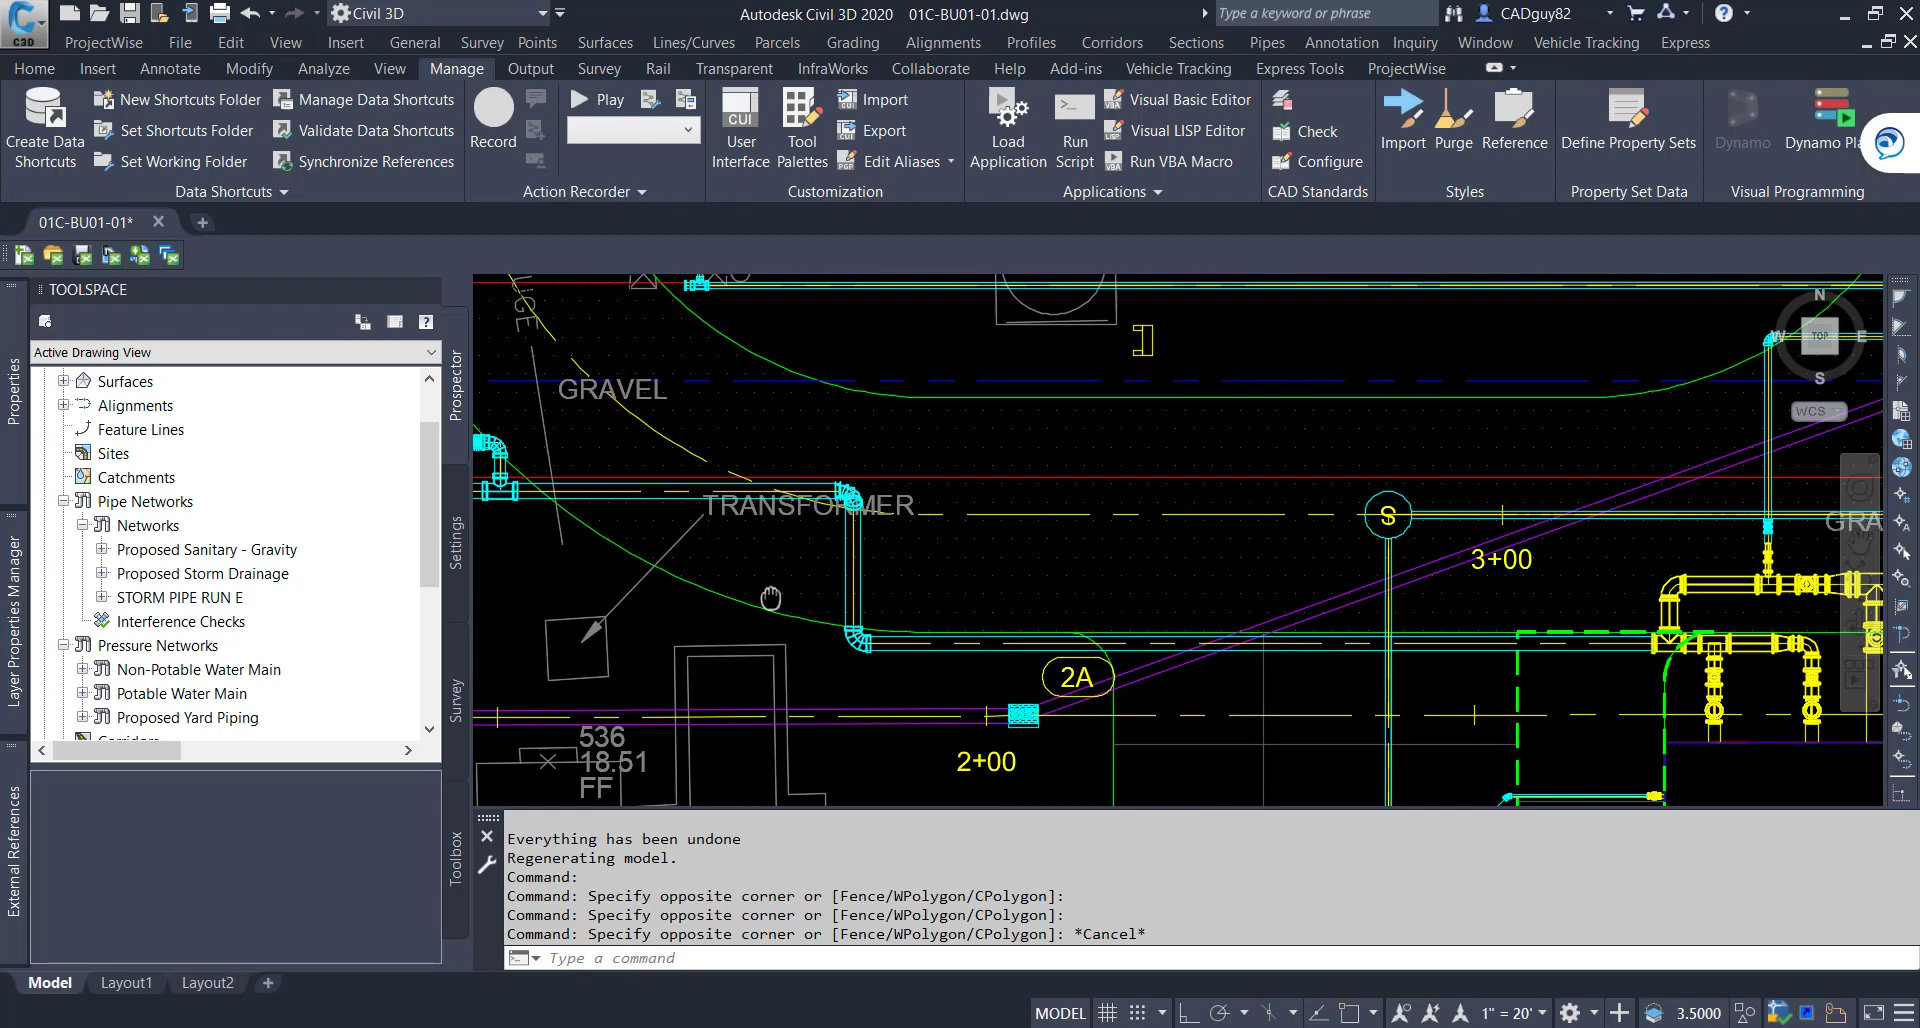 C3D
Civil 3D
Autodesk Civil 3D 2020 01C-BU01-01.dwg
Type a keyword or phrase
CADguy82
ProjectWise File Edit View Insert General Survey Points Surfaces Lines/Curves Parcels Grading Alignments Profiles Corridors Sections Pipes Annotation Inquiry Window Vehicle Tracking Express
Home Insert Annotate Modify Analyze View Manage Output Survey Rail Transparent InfraWorks Collaborate Help Add-ins Vehicle Tracking Express Tools ProjectWise
New Shortcuts Folder Manage Data Shortcuts Play Import Visual Basic Editor
CUI
Set Shortcuts Folder Validate Data Shortcuts Export Visual LISP Editor Check
Create Data Shortcuts
Record
User Interface
Tool Palettes
Load Application
Run Script
Import Purge Reference Define Property Sets Dynamo Dynamo Pl
Set Working Folder Synchronize References Edit Aliases Run VBA Macro Configure
Data Shortcuts Action Recorder Customization Applications CAD Standards Styles Property Set Data Visual Programming
01C-BU01-01*
TOOLSPACE
Active Drawing View
Surfaces
Alignments
Feature Lines
Sites
Catchments
Pipe Networks
Networks
Proposed Sanitary - Gravity
Proposed Storm Drainage
STORM PIPE RUN E
Interference Checks
Pressure Networks
Non-Potable Water Main
Potable Water Main
Proposed Yard Piping
Properties
Layer Properties Manager
External References
Prospector
Settings
Survey
Toolbox
GRAVEL
TRANSFORMER
S
3+00
GRA
2A
536
18.51
FF
2+00
N
W TOP E
S
WCS
Everything has been undone
Regenerating model.
Command:
Command: Specify opposite corner or [Fence/WPolygon/CPolygon]:
Command: Specify opposite corner or [Fence/WPolygon/CPolygon]:
Command: Specify opposite corner or [Fence/WPolygon/CPolygon]: *Cancel*
Type a command
Model Layout1 Layout2
MODEL 1" = 20' 3.5000